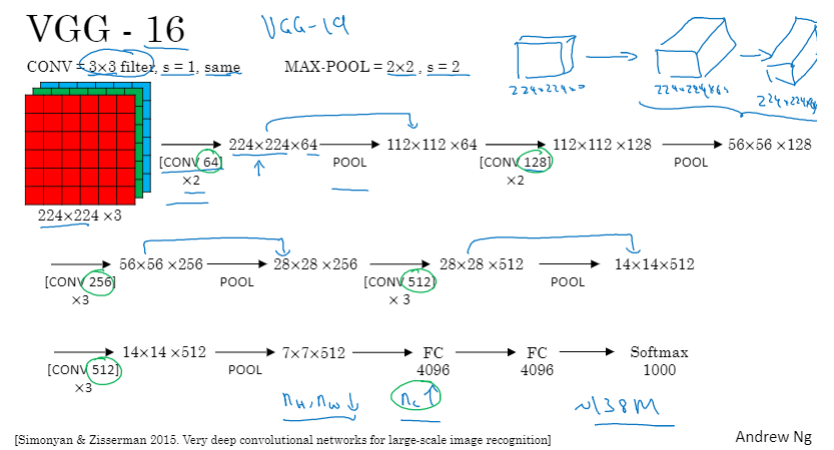 VGG - 16 VGG-19
CONV = 3×3 filter, s = 1, same MAX-POOL = 2×2 , s = 2
224×224×3 224×224×64 224×224×64
224×224×64 112×112 ×64 112×112 ×128 56×56 ×128
[CONV 64] POOL [CONV 128] POOL
×2 ×2
224×224 ×3
56×56 ×256 28×28 ×256 28×28 ×512 14×14×512
[CONV 256] POOL [CONV 512] POOL
×3 × 3
14×14 ×512 7×7×512 FC FC Softmax
[CONV 512] POOL 4096 4096 1000
×3
n_H, n_W ↓ n_C ↑ ~138M
[Simonyan & Zisserman 2015. Very deep convolutional networks for large-scale image recognition] Andrew Ng